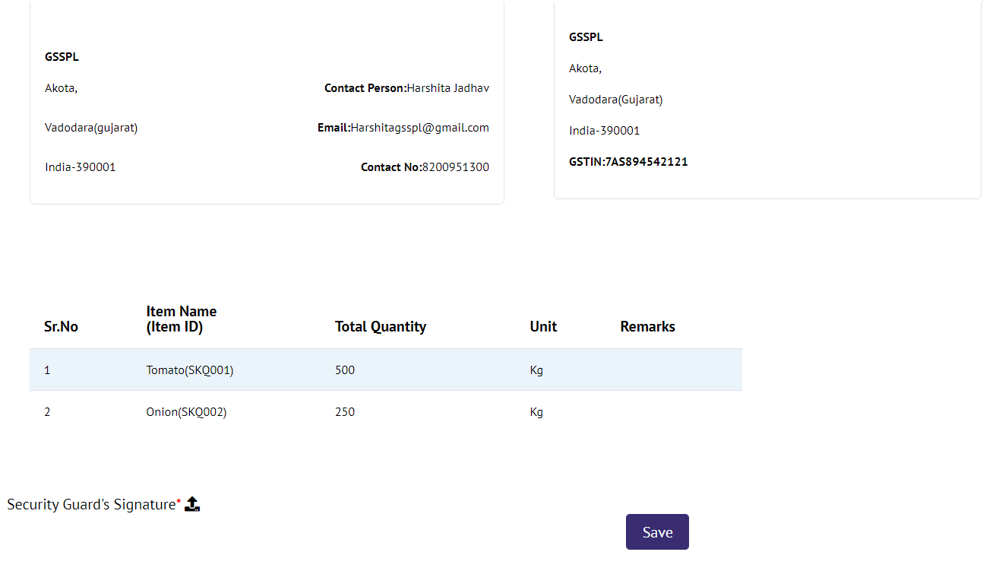 GSSPL
Akota,
Contact Person:Harshita Jadhav
Vadodara(gujarat)
Email:Harshitagsspl@gmail.com
India-390001
Contact No:8200951300
GSSPL
Akota,
Vadodara(Gujarat)
India-390001
GSTIN:7AS894542121
Sr.No Item Name (Item ID) Total Quantity Unit Remarks
1 Tomato(SKQ001) 500 Kg
2 Onion(SKQ002) 250 Kg
Security Guard's Signature*
Save